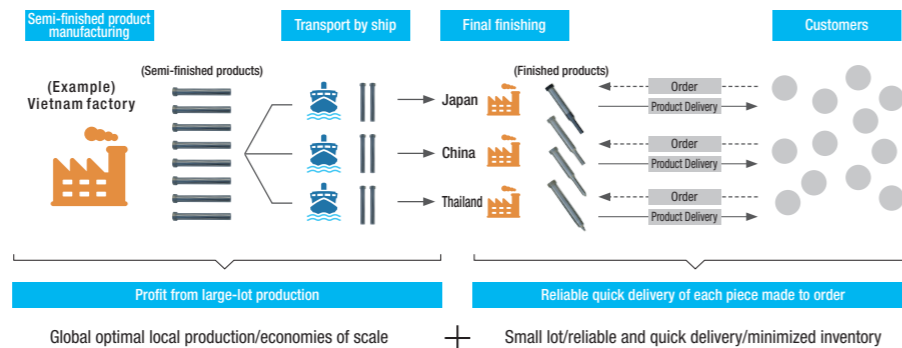 Semi-finished product
manufacturing
Transport by ship
Final finishing
Customers
(Example)
Vietnam factory
(Semi-finished products)
(Finished products)
Japan
Order
Product Delivery
China
Order
Product Delivery
Thailand
Order
Product Delivery
Profit from large-lot production
Reliable quick delivery of each piece made to order
Global optimal local production/economies of scale
+
Small lot/reliable and quick delivery/minimized inventory